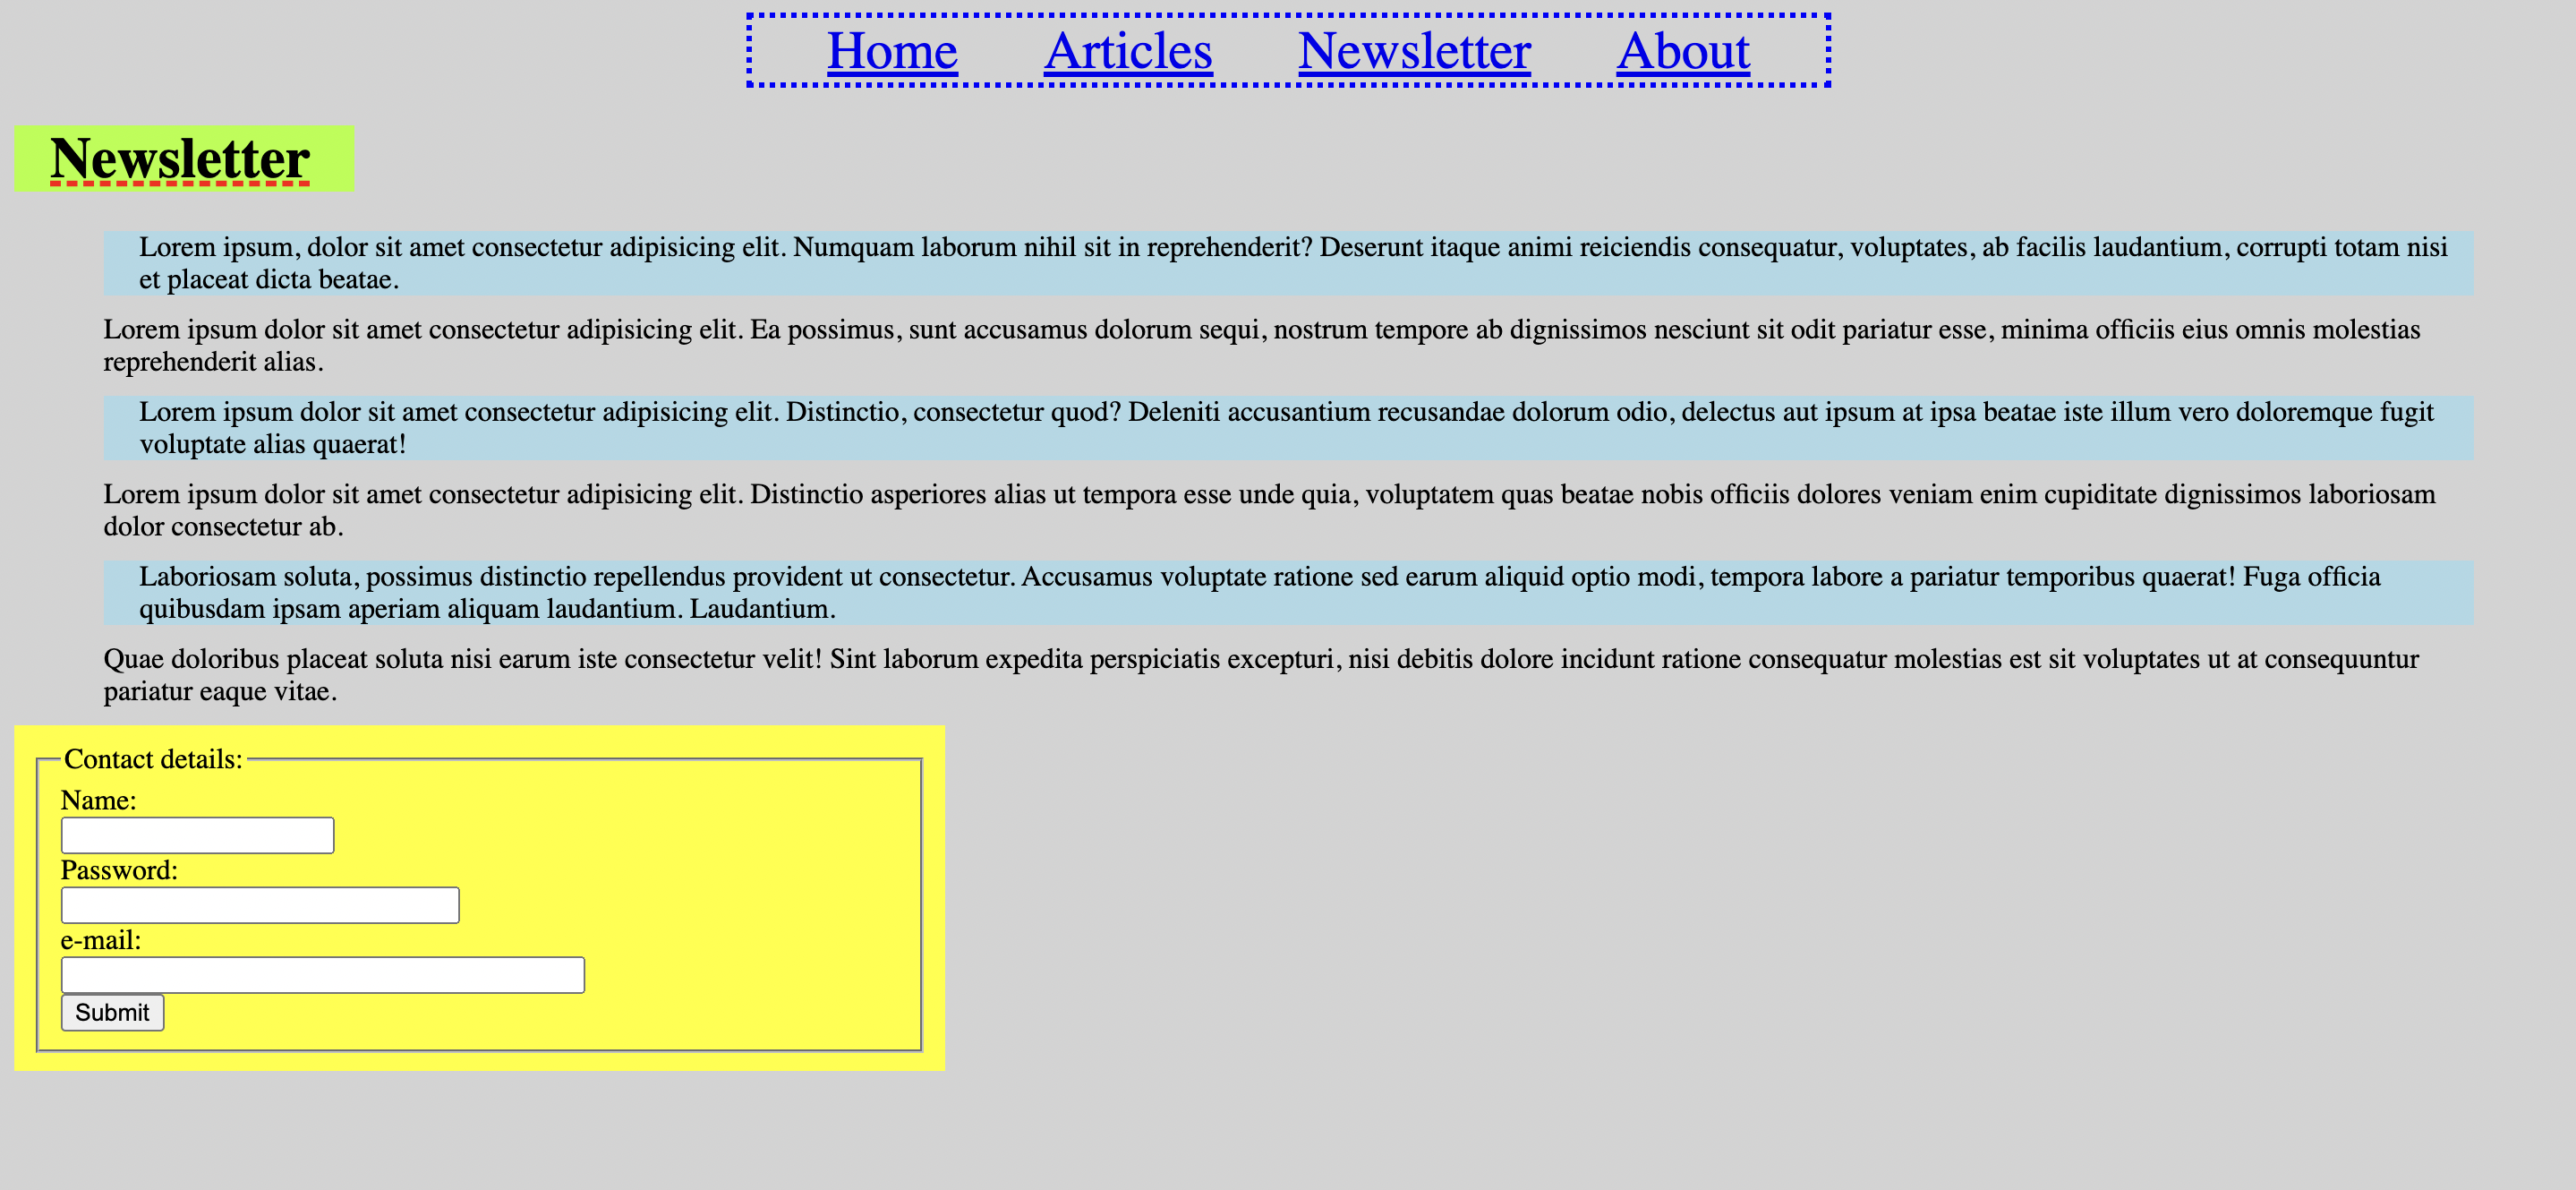 Home Articles Newsletter About
Newsletter
Lorem ipsum, dolor sit amet consectetur adipisicing elit. Numquam laborum nihil sit in reprehenderit? Deserunt itaque animi reiciendis consequatur, voluptates, ab facilis laudantium, corrupti totam nisi
et placeat dicta beatae.
Lorem ipsum dolor sit amet consectetur adipisicing elit. Ea possimus, sunt accusamus dolorum sequi, nostrum tempore ab dignissimos nesciunt sit odit pariatur esse, minima officiis eius omnis molestias
reprehenderit alias.
Lorem ipsum dolor sit amet consectetur adipisicing elit. Distinctio, consectetur quod? Deleniti accusantium recusandae dolorum odio, delectus aut ipsum at ipsa beatae iste illum vero doloremque fugit
voluptate alias quaerat!
Lorem ipsum dolor sit amet consectetur adipisicing elit. Distinctio asperiores alias ut tempora esse unde quia, voluptatem quas beatae nobis officiis dolores veniam enim cupiditate dignissimos laboriosam
dolor consectetur ab.
Laboriosam soluta, possimus distinctio repellendus provident ut consectetur. Accusamus voluptate ratione sed earum aliquid optio modi, tempora labore a pariatur temporibus quaerat! Fuga officia
quibusdam ipsam aperiam aliquam laudantium. Laudantium.
Quae doloribus placeat soluta nisi earum iste consectetur velit! Sint laborum expedita perspiciatis excepturi, nisi debitis dolore incidunt ratione consequatur molestias est sit voluptates ut at consequuntur
pariatur eaque vitae.
Contact details:
Name:
Password:
e-mail:
Submit